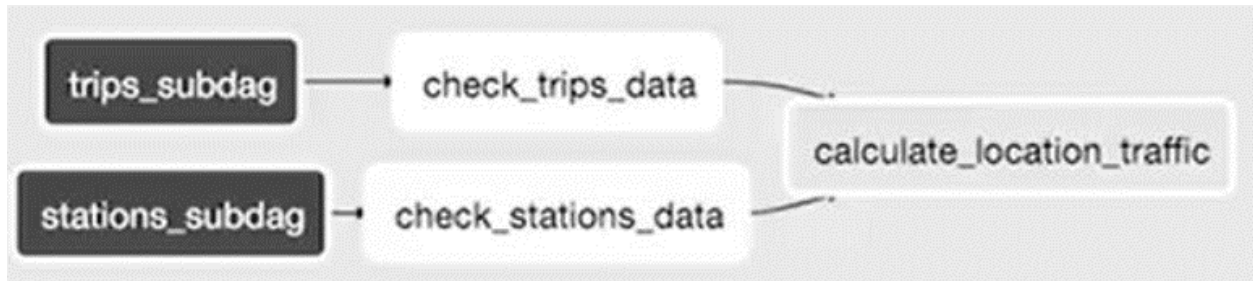 trips_subdag
check_trips_data
calculate_location_traffic
stations_subdag
check_stations_data